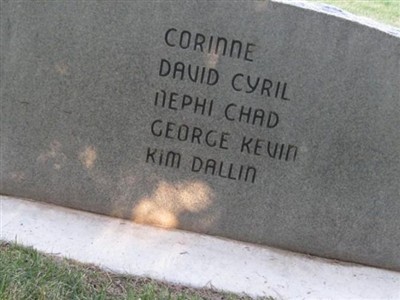 CORINNE
DAVID CYRIL
NEPHI CHAD
GEORGE KEVIN
KIM DALLIN